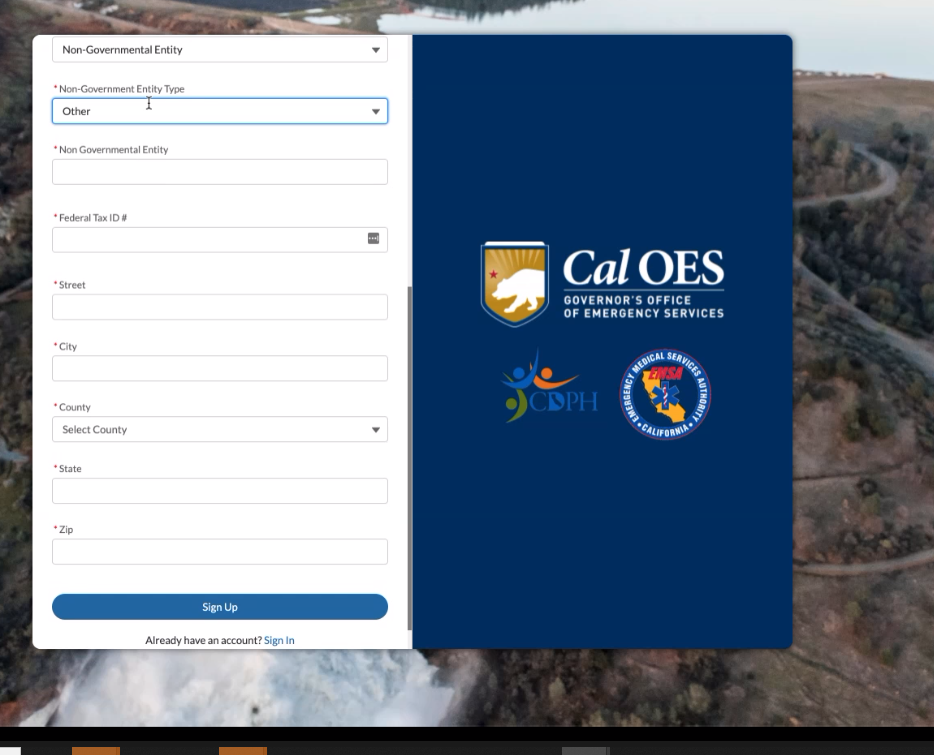 Non-Governmental Entity
* Non-Government Entity Type
Other
* Non Governmental Entity
* Federal Tax ID #
* Street
* City
* County
Select County
* State
* Zip
Sign Up
Already have an account? Sign In
Cal OES
GOVERNOR'S OFFICE
OF EMERGENCY SERVICES
CDPH
EMERGENCY MEDICAL SERVICES AUTHORITY
EMSA
• CALIFORNIA •